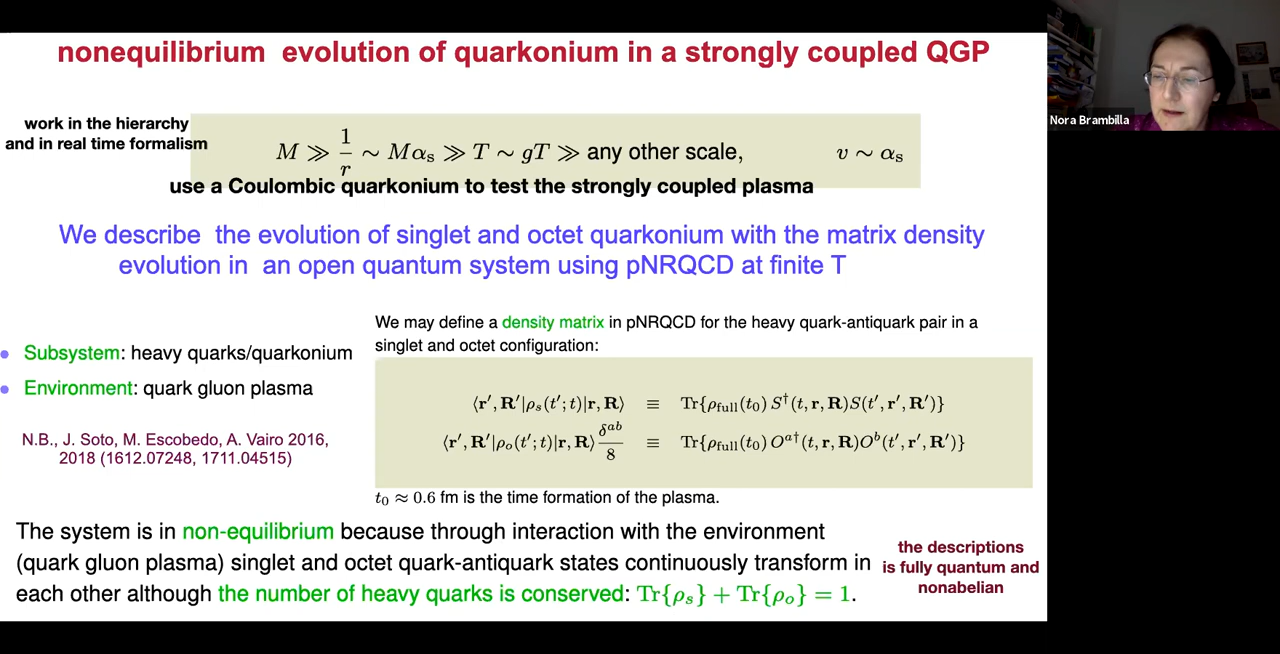 nonequilibrium evolution of quarkonium in a strongly coupled QGP
work in the hierarchy
and in real time formalism
M ≫ 1/r ∼ Mαs ≫ T ∼ gT ≫ any other scale, v ∼ αs
use a Coulombic quarkonium to test the strongly coupled plasma
We describe the evolution of singlet and octet quarkonium with the matrix density
evolution in an open quantum system using pNRQCD at finite T
We may define a density matrix in pNRQCD for the heavy quark-antiquark pair in a
singlet and octet configuration:
• Subsystem: heavy quarks/quarkonium
• Environment: quark gluon plasma
⟨r′, R′|ρs(t′; t)|r, R⟩ ≡ Tr{ρfull(t0) S†(t, r, R)S(t′, r′, R′)}
⟨r′, R′|ρo(t′; t)|r, R⟩ δ^ab/8 ≡ Tr{ρfull(t0) O^a†(t, r, R)O^b(t′, r′, R′)}
N.B., J. Soto, M. Escobedo, A. Vairo 2016,
2018 (1612.07248, 1711.04515)
t0 ≈ 0.6 fm is the time formation of the plasma.
The system is in non-equilibrium because through interaction with the environment
(quark gluon plasma) singlet and octet quark-antiquark states continuously transform in
each other although the number of heavy quarks is conserved: Tr{ρs} + Tr{ρo} = 1.
the descriptions
is fully quantum and
nonabelian
Nora Brambilla